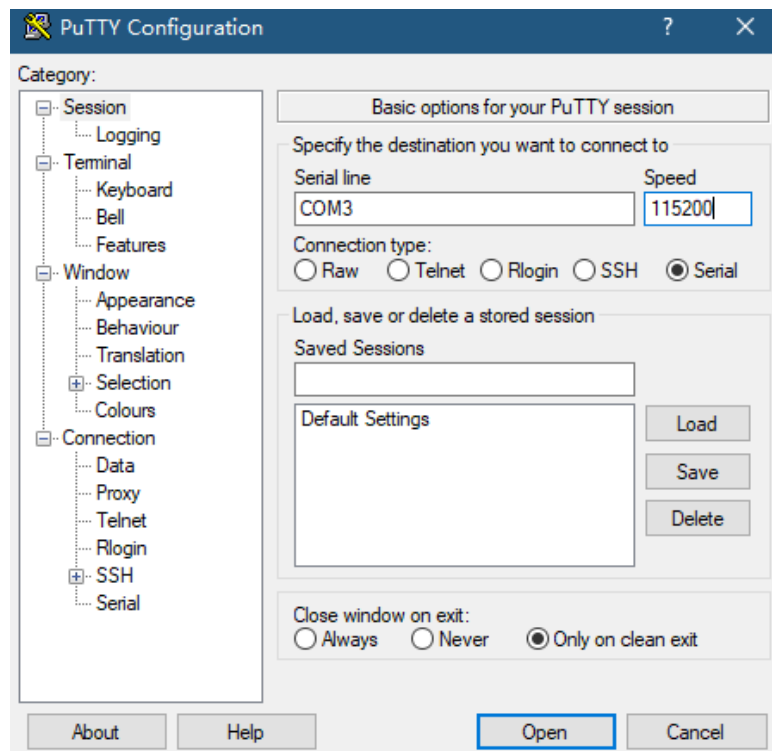 PuTTY Configuration ? ×
Category:
Session
Logging
Terminal
Keyboard
Bell
Features
Window
Appearance
Behaviour
Translation
Selection
Colours
Connection
Data
Proxy
Telnet
Rlogin
SSH
Serial
Basic options for your PuTTY session
Specify the destination you want to connect to
Serial line Speed
COM3 115200
Connection type:
Raw Telnet Rlogin SSH Serial
Load, save or delete a stored session
Saved Sessions
Default Settings
Load
Save
Delete
Close window on exit:
Always Never Only on clean exit
About Help Open Cancel